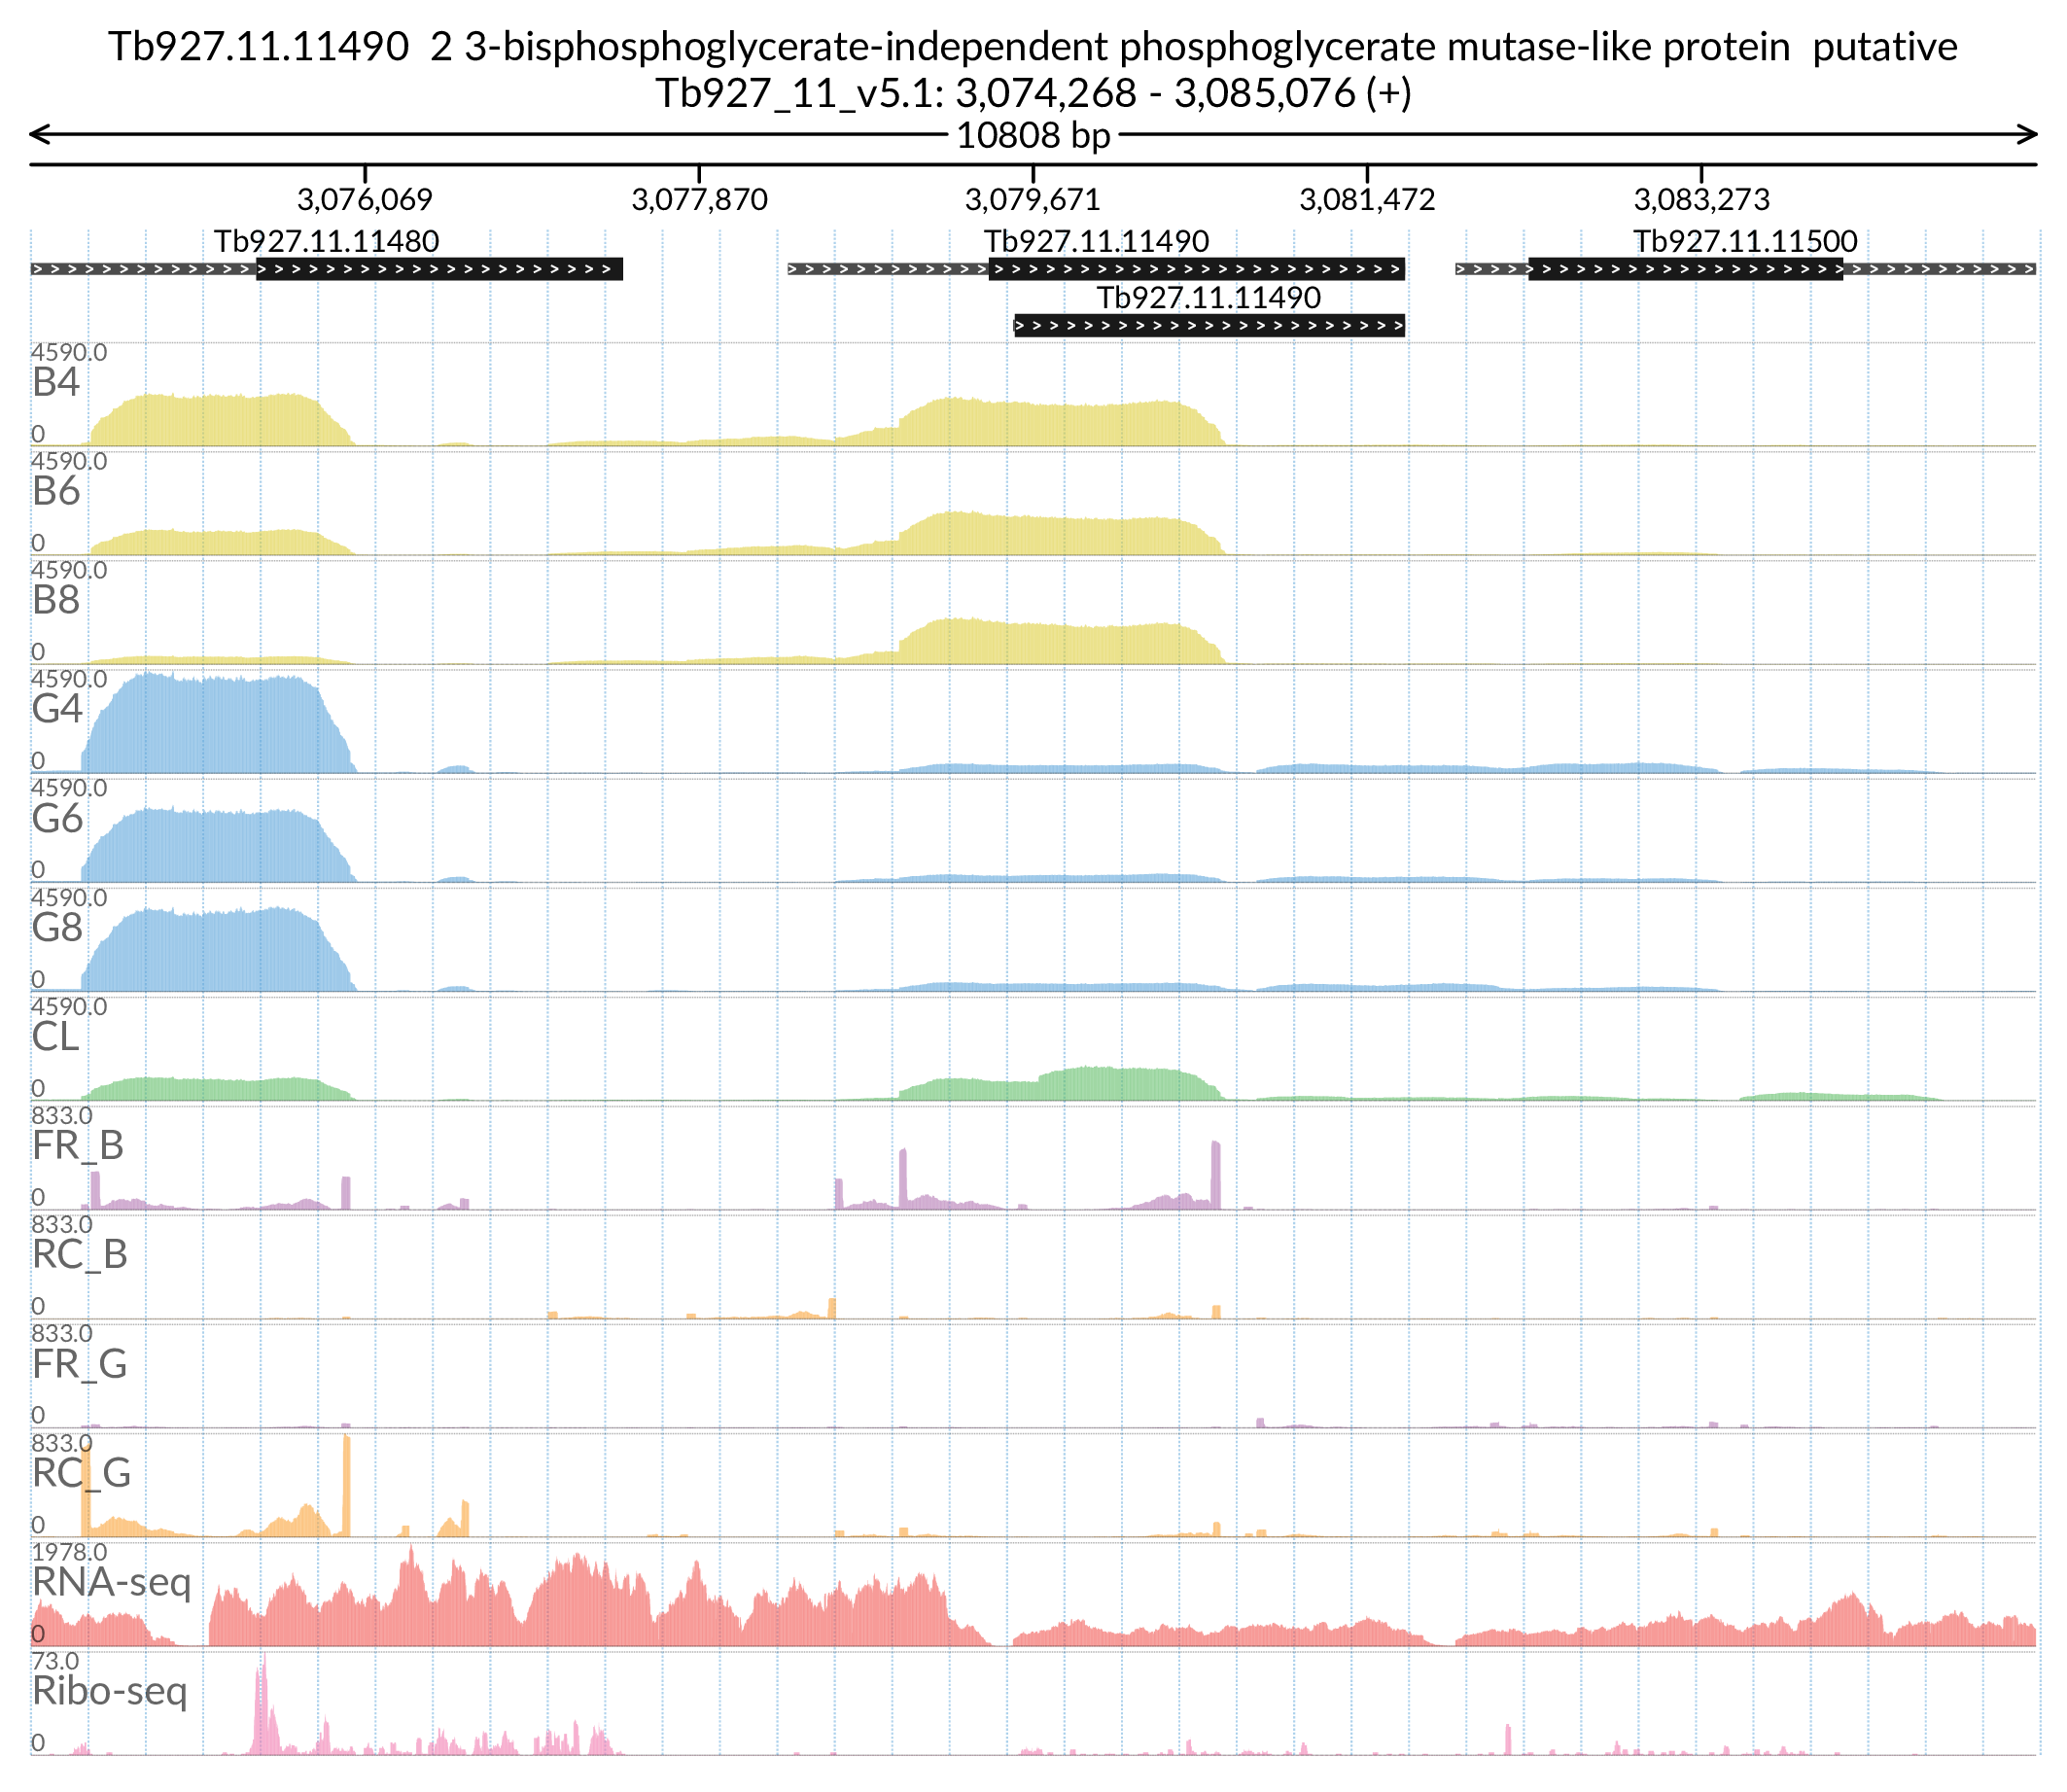 Tb927.11.11490  2 3-bisphosphoglycerate-independent phosphoglycerate mutase-like protein  putative
Tb927_11_v5.1: 3,074,268 - 3,085,076 (+)
10808 bp
3,076,069 3,077,870 3,079,671 3,081,472 3,083,273
Tb927.11.11480 Tb927.11.11490 Tb927.11.11500
Tb927.11.11490
4590.0
B4
0
4590.0
B6
0
4590.0
B8
0
4590.0
G4
0
4590.0
G6
0
4590.0
G8
0
4590.0
CL
0
833.0
FR_B
0
833.0
RC_B
0
833.0
FR_G
0
833.0
RC_G
0
1978.0
RNA-seq
0
73.0
Ribo-seq
0